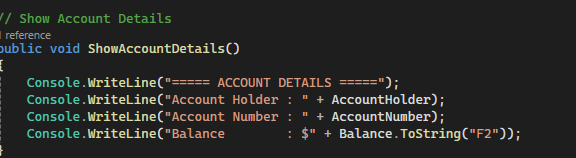 // Show Account Details
1 reference
public void ShowAccountDetails()
{
    Console.WriteLine("===== ACCOUNT DETAILS =====");
    Console.WriteLine("Account Holder : " + AccountHolder);
    Console.WriteLine("Account Number : " + AccountNumber);
    Console.WriteLine("Balance        : $" + Balance.ToString("F2"));
}